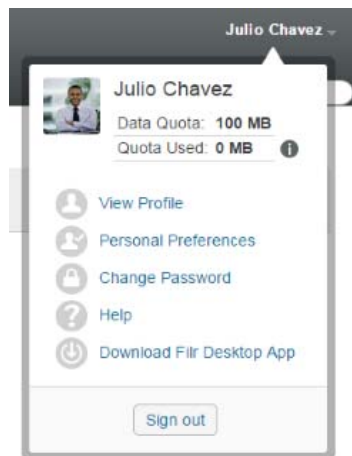 Julio Chavez
Julio Chavez
Data Quota: 100 MB
Quota Used: 0 MB
View Profile
Personal Preferences
Change Password
Help
Download Filr Desktop App
Sign out